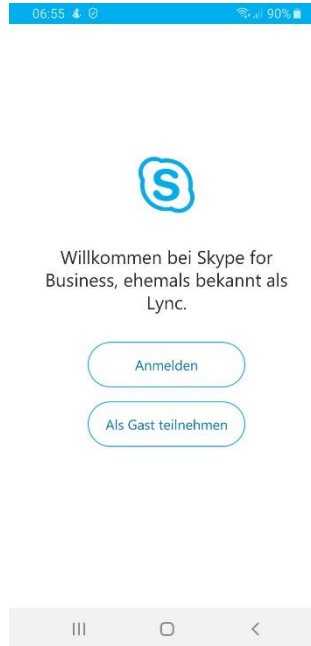 06:55
90%
S
Willkommen bei Skype for
Business, ehemals bekannt als
Lync.
Anmelden
Als Gast teilnehmen